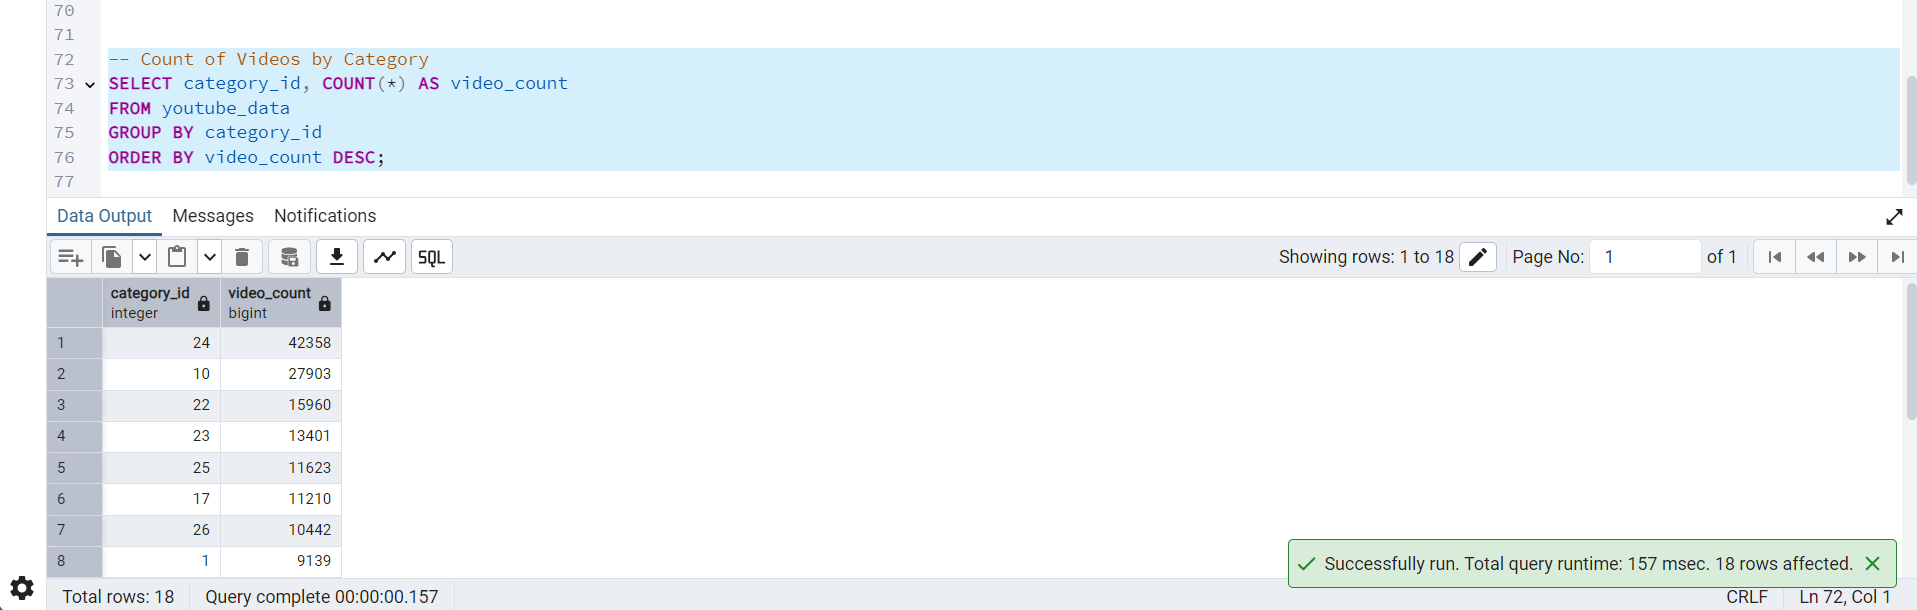 70
71
72 -- Count of Videos by Category
73 SELECT category_id, COUNT(*) AS video_count
74 FROM youtube_data
75 GROUP BY category_id
76 ORDER BY video_count DESC;
77
Data Output Messages Notifications
SQL Showing rows: 1 to 18 Page No: 1 of 1
category_id video_count
integer bigint
1 24 42358
2 10 27903
3 22 15960
4 23 13401
5 25 11623
6 17 11210
7 26 10442
8 1 9139
Successfully run. Total query runtime: 157 msec. 18 rows affected.
Total rows: 18 Query complete 00:00:00.157 CRLF Ln 72, Col 1